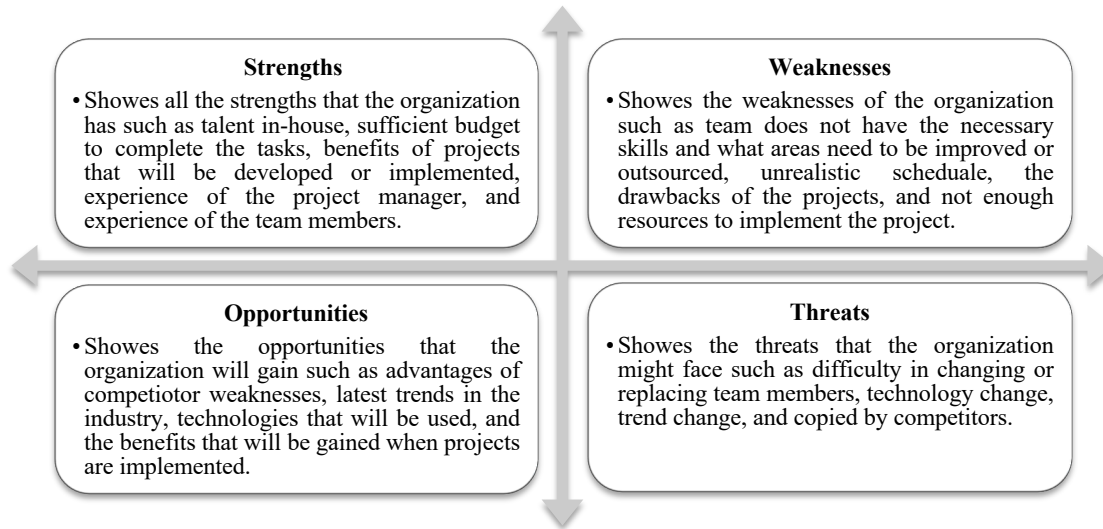 Strengths
• Showes all the strengths that the organization
has such as talent in-house, sufficient budget
to complete the tasks, benefits of projects
that will be developed or implemented,
experience of the project manager, and
experience of the team members.
Weaknesses
• Showes the weaknesses of the organization
such as team does not have the necessary
skills and what areas need to be improved or
outsourced, unrealistic scheduale, the
drawbacks of the projects, and not enough
resources to implement the project.
Opportunities
• Showes the opportunities that the
organization will gain such as advantages of
competiotor weaknesses, latest trends in the
industry, technologies that will be used, and
the benefits that will be gained when projects
are implemented.
Threats
• Showes the threats that the organization
might face such as difficulty in changing or
replacing team members, technology change,
trend change, and copied by competitors.